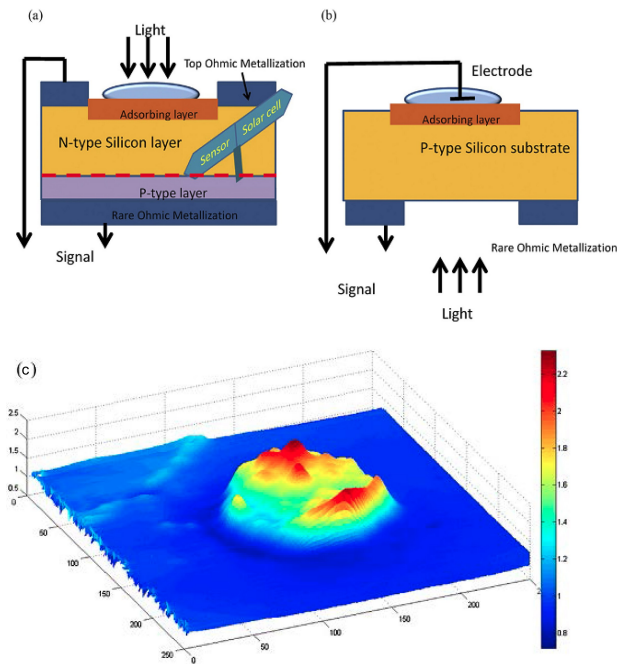 (a)
Light
Top Ohmic Metallization
Adsorbing layer
N-type Silicon layer
Sensor
Solar cell
P-type layer
Rare Ohmic Metallization
Signal
(b)
Electrode
Adsorbing layer
P-type Silicon substrate
Rare Ohmic Metallization
Signal
Light
(c)
2.5
2
1.5
1
0.5
0
50
100
150
200
250
0
50
100
150
200
2.2
2
1.8
1.6
1.4
1.2
1
0.8